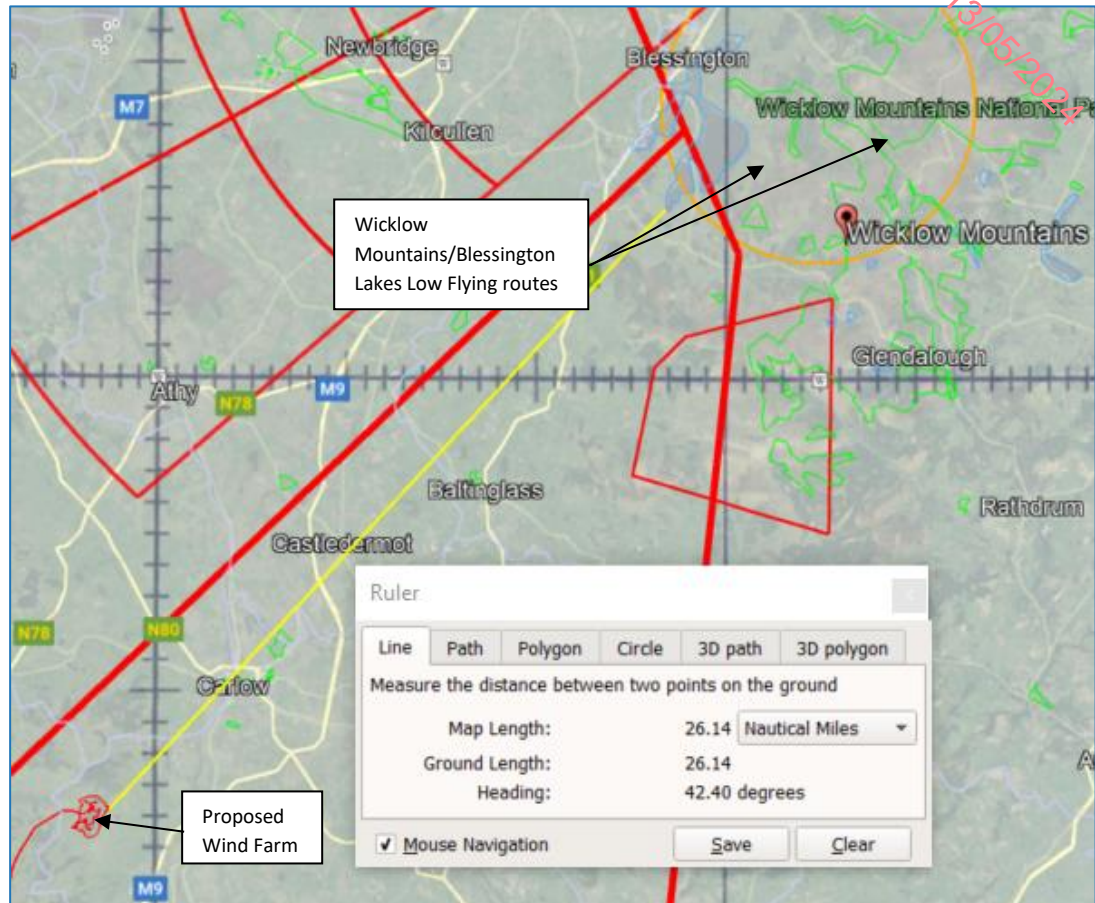 13/05/2024
Newbridge
Blessington
M7
Wicklow Mountains National Pa
Kilcullen
Wicklow
Mountains/Blessington
Lakes Low Flying routes
Wicklow Mountains
Glendalough
Athy
M9
N78
Baltinglass
Rathdrum
Castledermot
Ruler
Line Path Polygon Circle 3D path 3D polygon
Measure the distance between two points on the ground
Map Length: 26.14 Nautical Miles
Ground Length: 26.14
Heading: 42.40 degrees
Mouse Navigation Save Clear
N78
N80
Carlow
A
Proposed
Wind Farm
M9